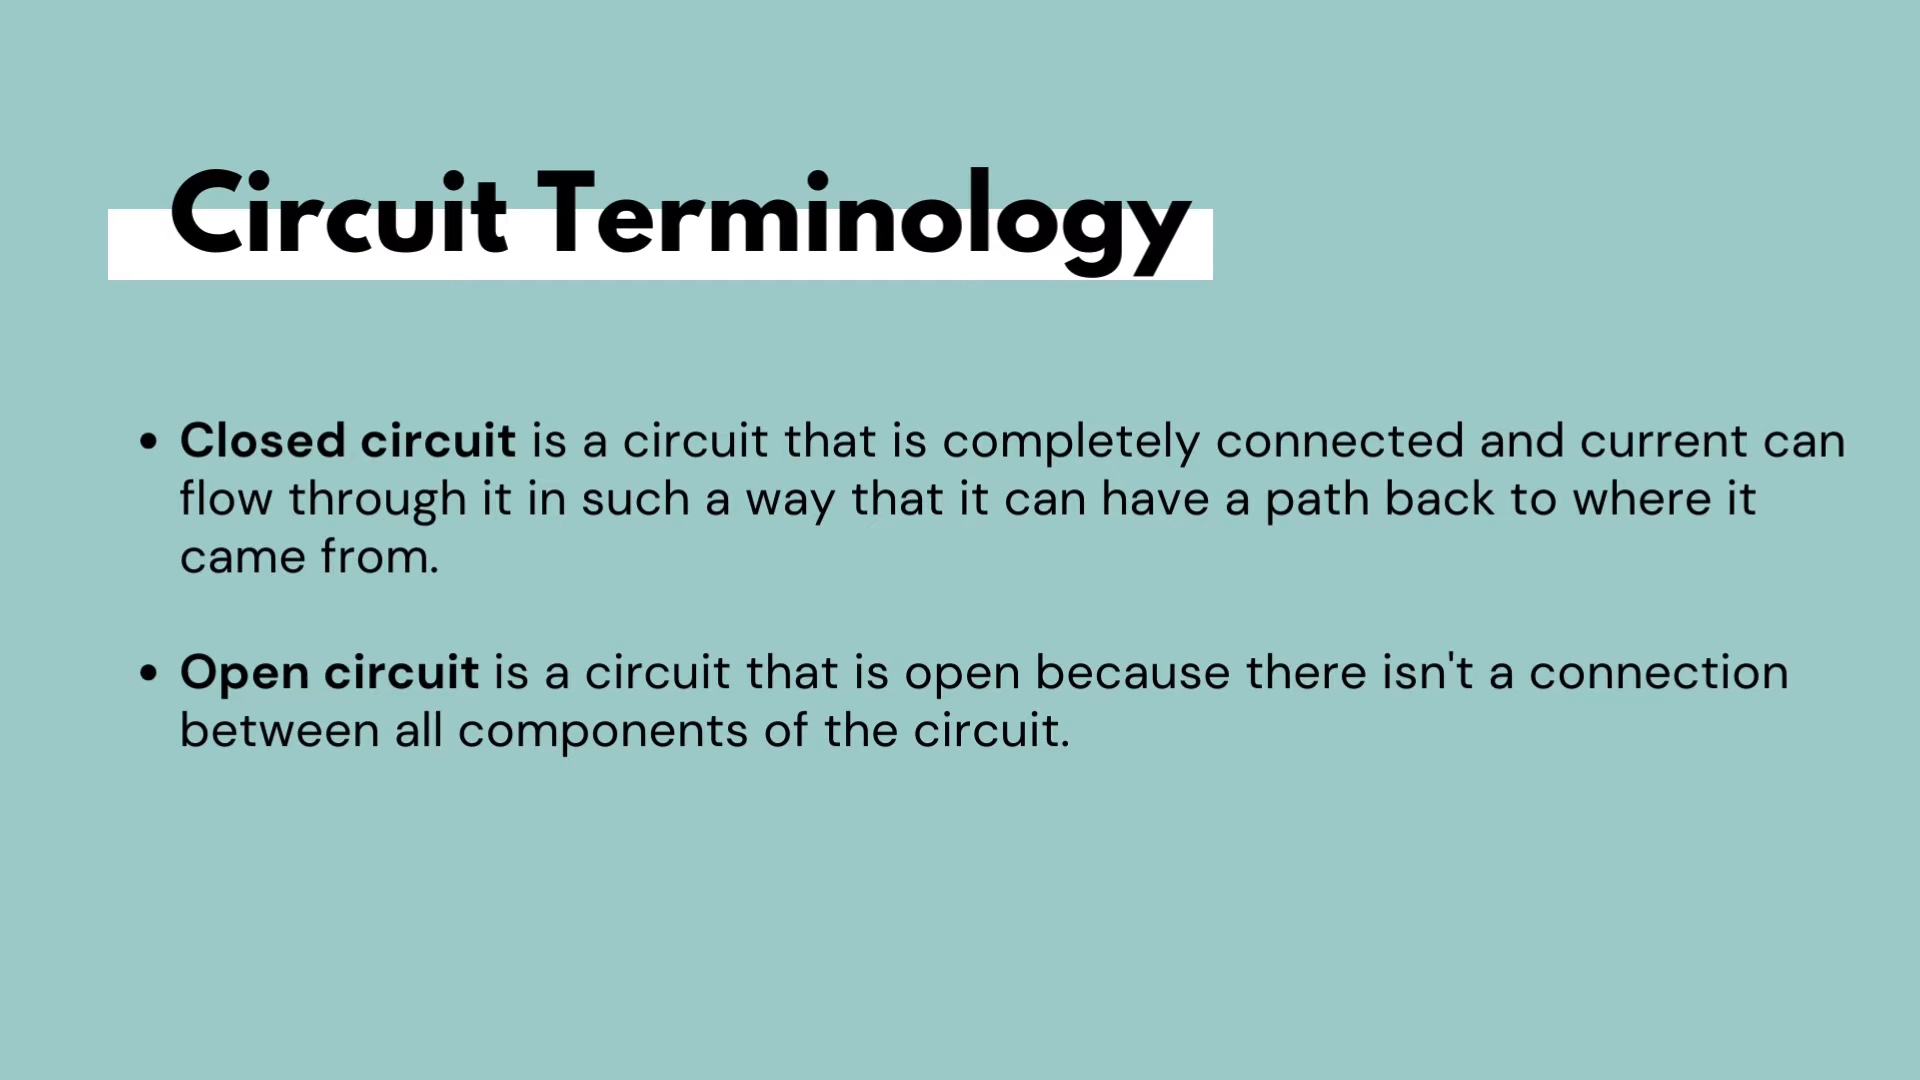 Circuit Terminology
• Closed circuit is a circuit that is completely connected and current can
flow through it in such a way that it can have a path back to where it
came from.
• Open circuit is a circuit that is open because there isn't a connection
between all components of the circuit.